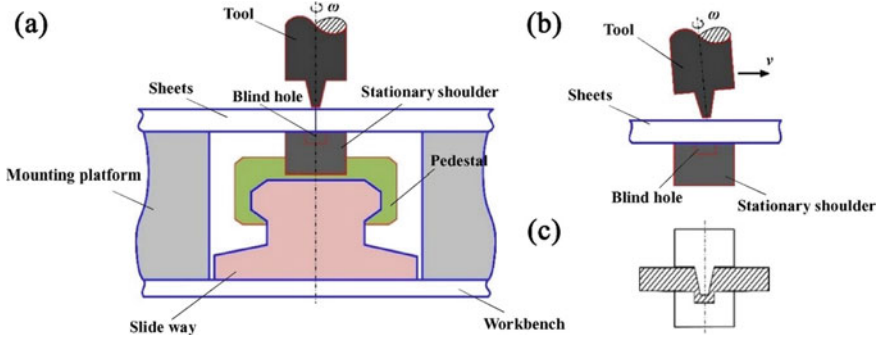 (a)
ω
Tool
Sheets
Blind hole
Stationary shoulder
Mounting platform
Pedestal
Slide way
Workbench
(b)
ω
Tool
v
Sheets
Blind hole
Stationary shoulder
(c)